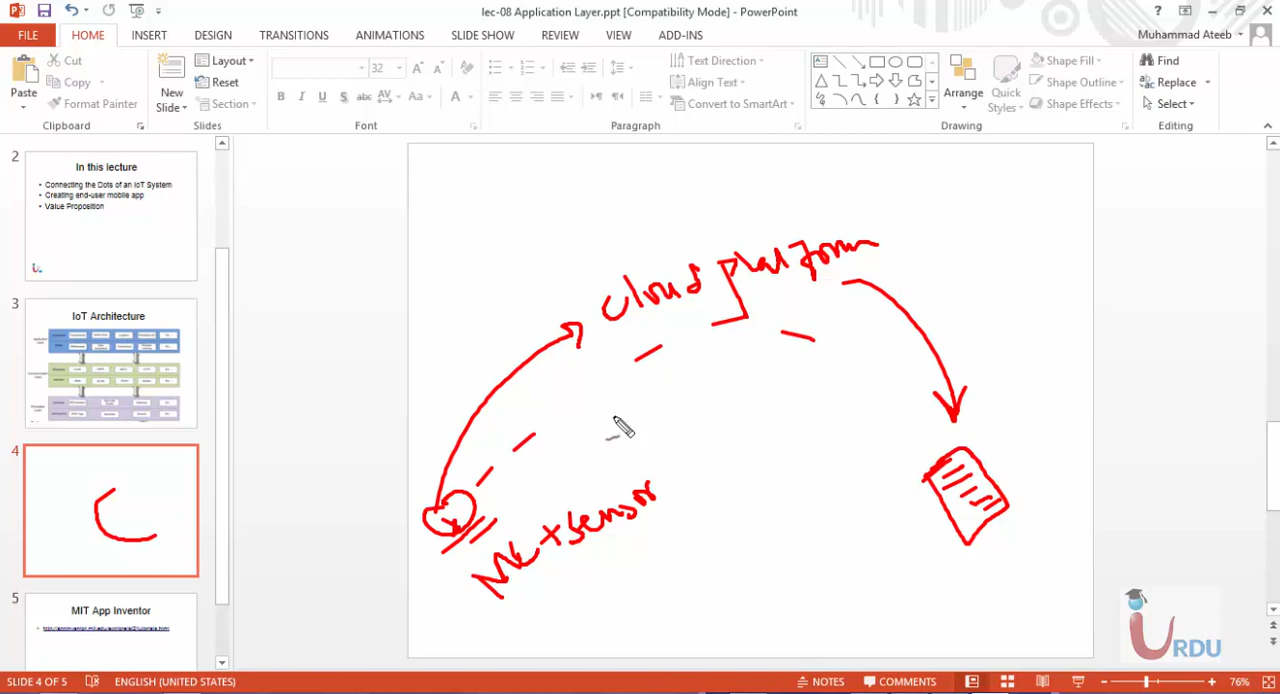 lec-08 Application Layer.ppt [Compatibility Mode] - PowerPoint
FILE HOME INSERT DESIGN TRANSITIONS ANIMATIONS SLIDE SHOW REVIEW VIEW ADD-INS Muhammad Ateeb
Paste
Cut
Copy
Format Painter
Clipboard
New Slide
Layout
Reset
Section
Slides
32
B I U S abc AV Aa A
Font
Text Direction
Align Text
Convert to SmartArt
Paragraph
Arrange
Quick Styles
Shape Fill
Shape Outline
Shape Effects
Drawing
Find
Replace
Select
Editing
2
In this lecture
• Connecting the Dots of an IoT System
• Creating end-user mobile app
• Value Proposition
3
IoT Architecture
4
5
MIT App Inventor
Cloud Platform
MC + sensor
URDU
SLIDE 4 OF 5 ENGLISH (UNITED STATES) NOTES COMMENTS 76%